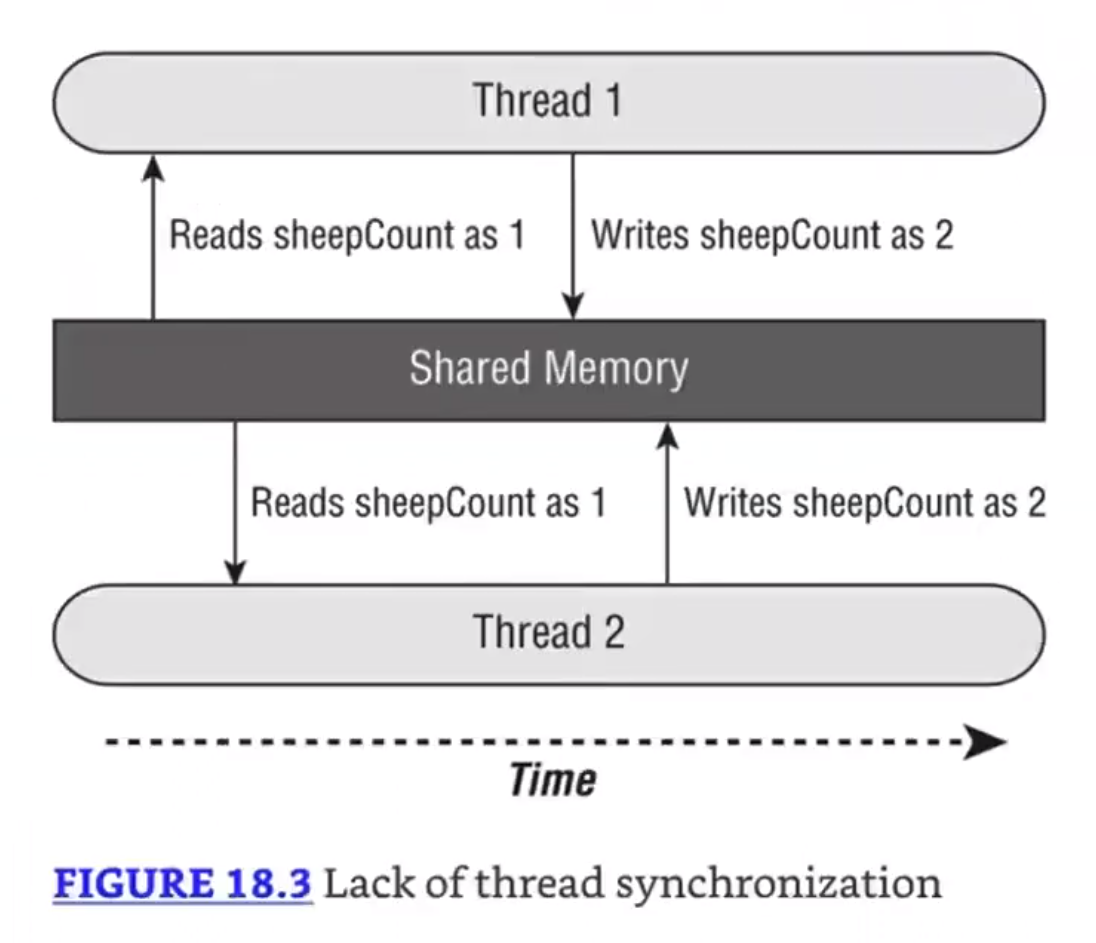 Thread 1
Reads sheepCount as 1
Writes sheepCount as 2
Shared Memory
Reads sheepCount as 1
Writes sheepCount as 2
Thread 2
Time
FIGURE 18.3 Lack of thread synchronization